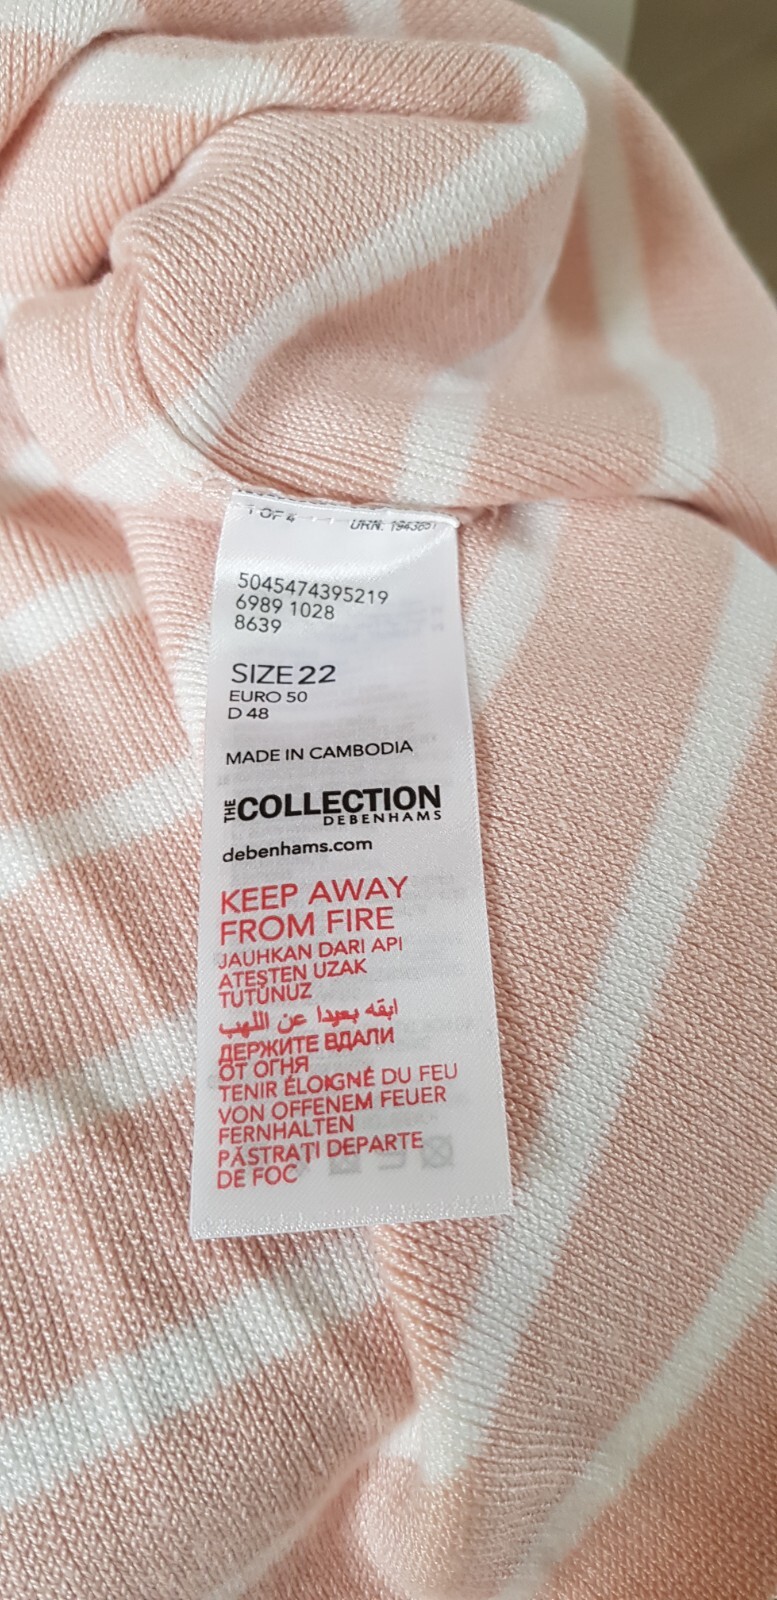 1 OF 4 URN: 1943651
5045474395219
6989 1028
8639
SIZE 22
EURO 50
D 48
MADE IN CAMBODIA
THE COLLECTION
DEBENHAMS
debenhams.com
KEEP AWAY
FROM FIRE
JAUHKAN DARI API
ATEŞTEN UZAK
TUTUNUZ
ابقه بعيدا عن اللهب
ДЕРЖИТЕ ВДАЛИ
ОТ ОГНЯ
TENIR ÉLOIGNÉ DU FEU
VON OFFENEM FEUER
FERNHALTEN
PĂSTRAȚI DEPARTE
DE FOC